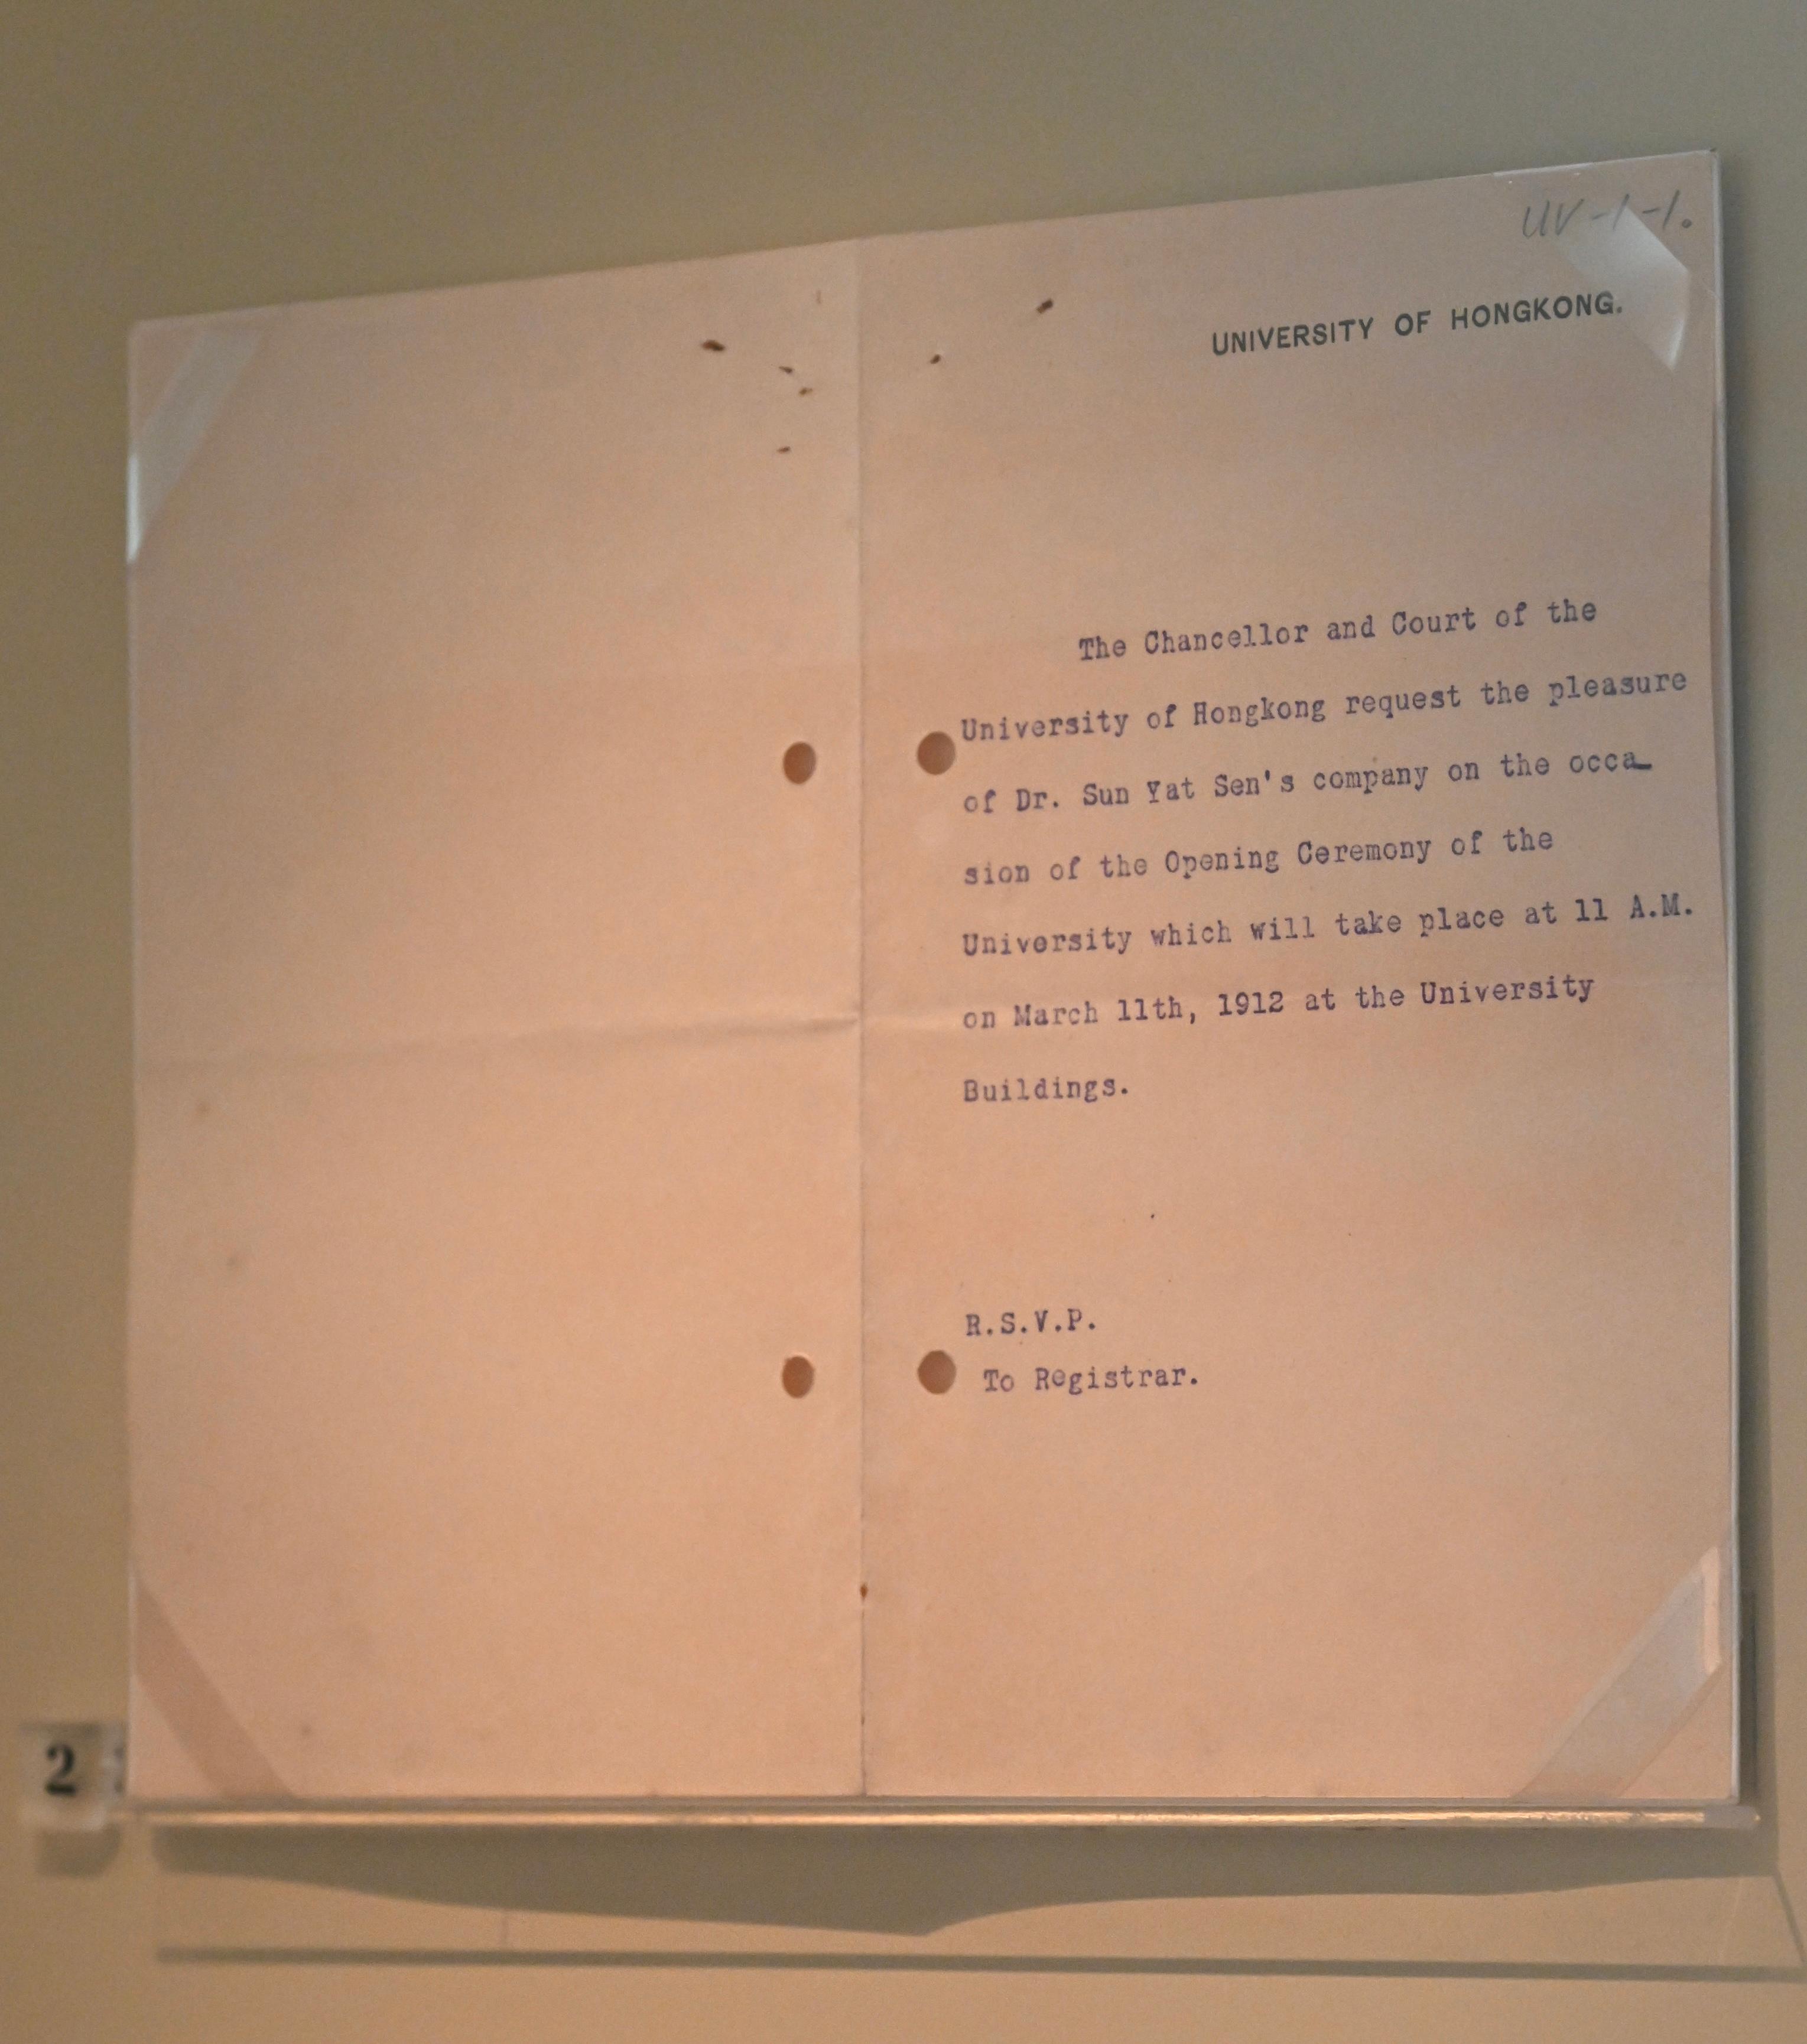 UV-1-1.
UNIVERSITY OF HONGKONG.
The Chancellor and Court of the
University of Hongkong request the pleasure
of Dr. Sun Yat Sen's company on the occa-
sion of the Opening Ceremony of the
University which will take place at 11 A.M.
on March 11th, 1912 at the University
Buildings.
R.S.V.P.
To Registrar.
2